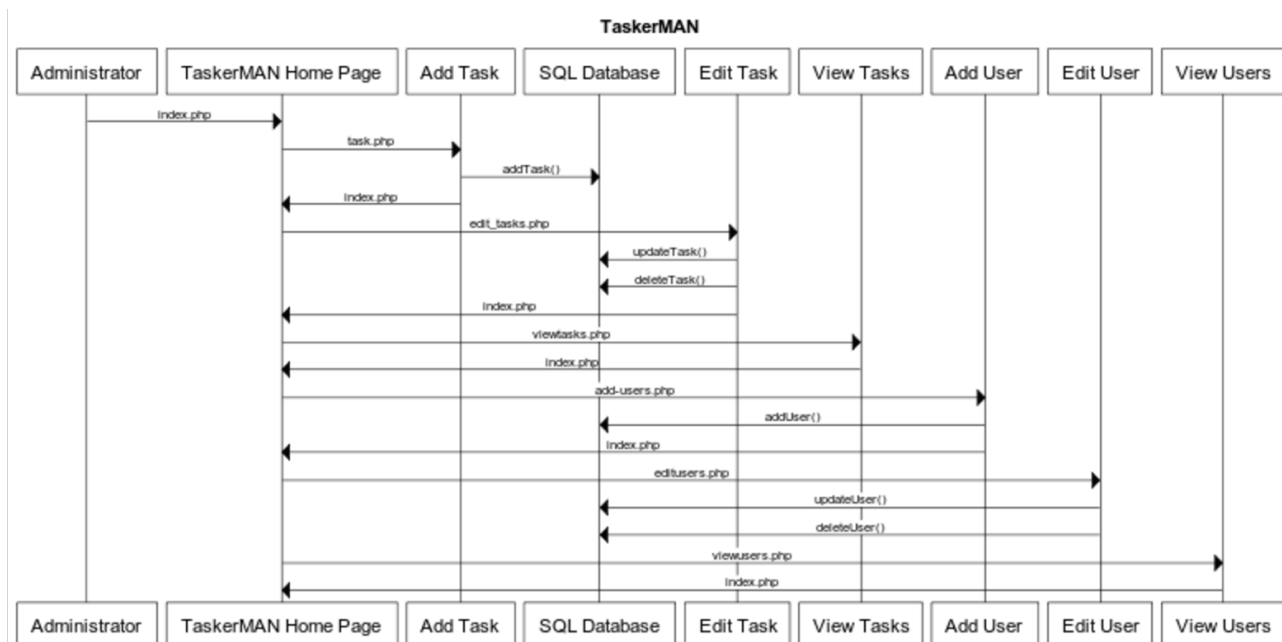 TaskerMAN
Administrator TaskerMAN Home Page Add Task SQL Database Edit Task View Tasks Add User Edit User View Users
index.php
task.php
addTask()
index.php
edit_tasks.php
updateTask()
deleteTask()
index.php
viewtasks.php
index.php
add-users.php
addUser()
index.php
editusers.php
updateUser()
deleteUser()
viewusers.php
index.php
Administrator TaskerMAN Home Page Add Task SQL Database Edit Task View Tasks Add User Edit User View Users